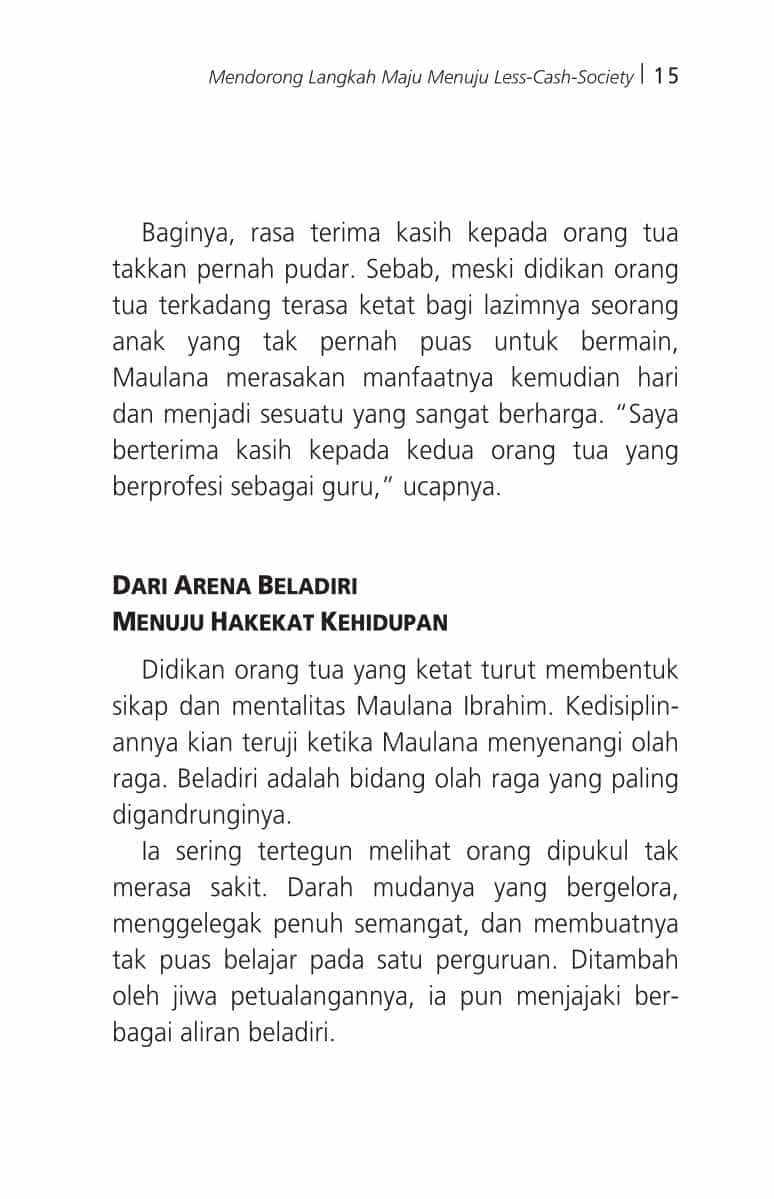 Mendorong Langkah Maju Menuju Less-Cash-Society | 15
Baginya, rasa terima kasih kepada orang tua
takkan pernah pudar. Sebab, meski didikan orang
tua terkadang terasa ketat bagi lazimnya seorang
anak yang tak pernah puas untuk bermain,
Maulana merasakan manfaatnya kemudian hari
dan menjadi sesuatu yang sangat berharga. “Saya
berterima kasih kepada kedua orang tua yang
berprofesi sebagai guru,” ucapnya.
DARI ARENA BELADIRI
MENUJU HAKEKAT KEHIDUPAN
Didikan orang tua yang ketat turut membentuk
sikap dan mentalitas Maulana Ibrahim. Kedisiplin-
annya kian teruji ketika Maulana menyenangi olah
raga. Beladiri adalah bidang olah raga yang paling
digandrunginya.
Ia sering tertegun melihat orang dipukul tak
merasa sakit. Darah mudanya yang bergelora,
menggelegak penuh semangat, dan membuatnya
tak puas belajar pada satu perguruan. Ditambah
oleh jiwa petualangannya, ia pun menjajaki ber-
bagai aliran beladiri.